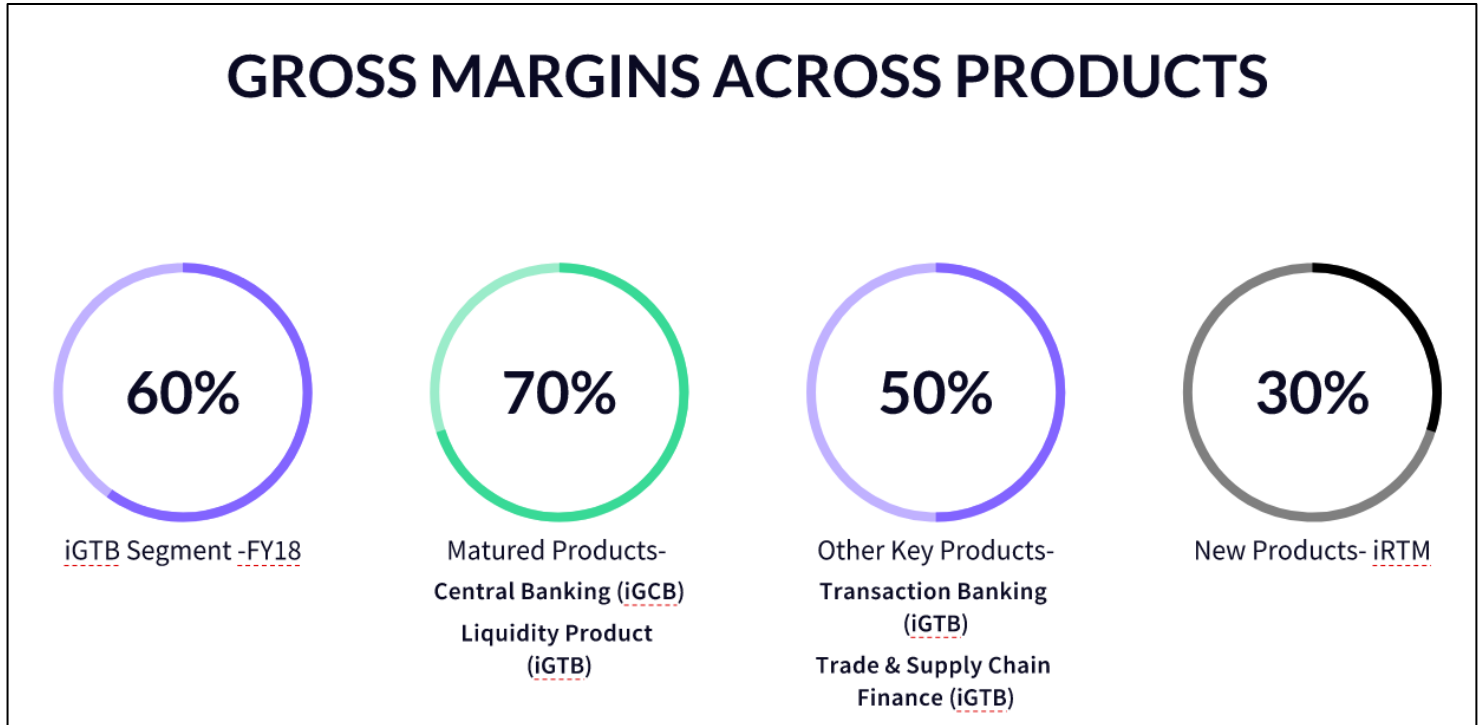 GROSS MARGINS ACROSS PRODUCTS
60%
iGTB Segment -FY18
70%
Matured Products-
Central Banking (iGCB)
Liquidity Product
(iGTB)
50%
Other Key Products-
Transaction Banking
(iGTB)
Trade & Supply Chain
Finance (iGTB)
30%
New Products- iRTM